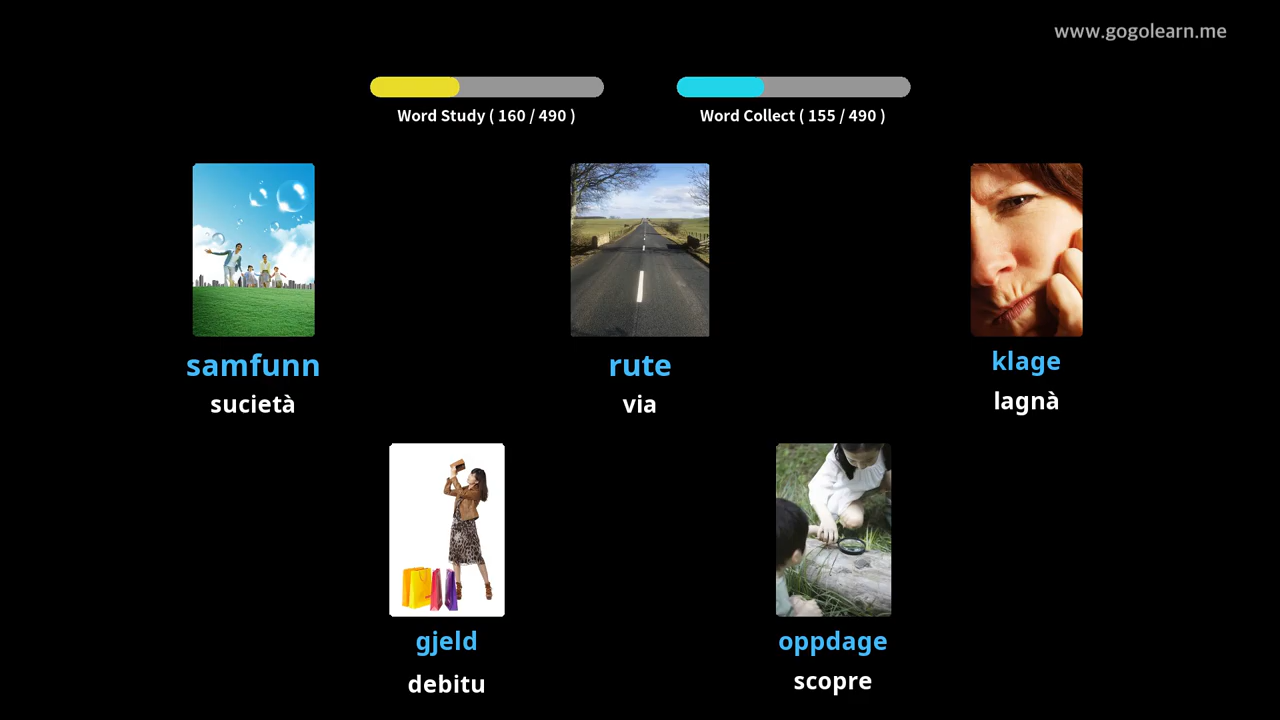 www.gogolearn.me
Word Study ( 160 / 490 )
Word Collect ( 155 / 490 )
samfunn
sucietà
rute
via
klage
lagnà
gjeld
debitu
oppdage
scopre